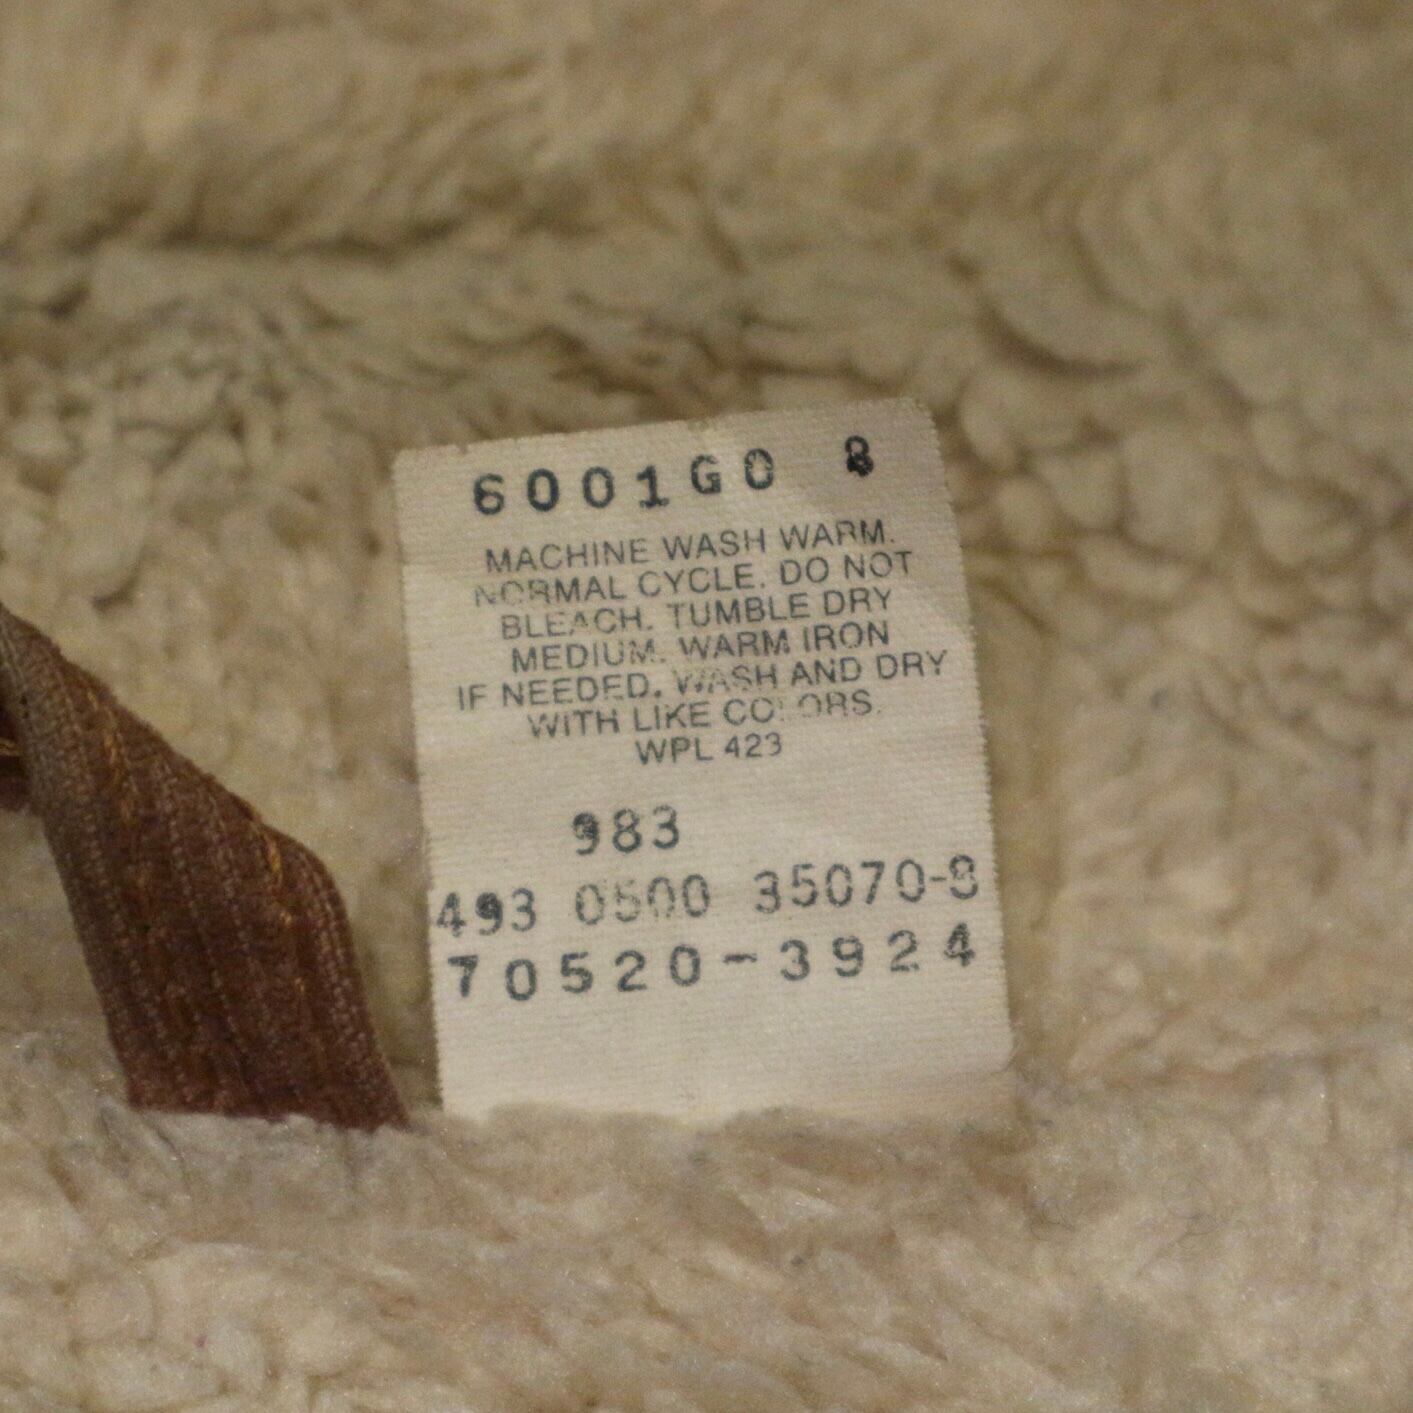 6001G0 8
MACHINE WASH WARM.
NORMAL CYCLE. DO NOT
BLEACH. TUMBLE DRY
MEDIUM. WARM IRON
IF NEEDED. WASH AND DRY
WITH LIKE COLORS.
WPL 423
983
493 0500 35070-8
70520-3924